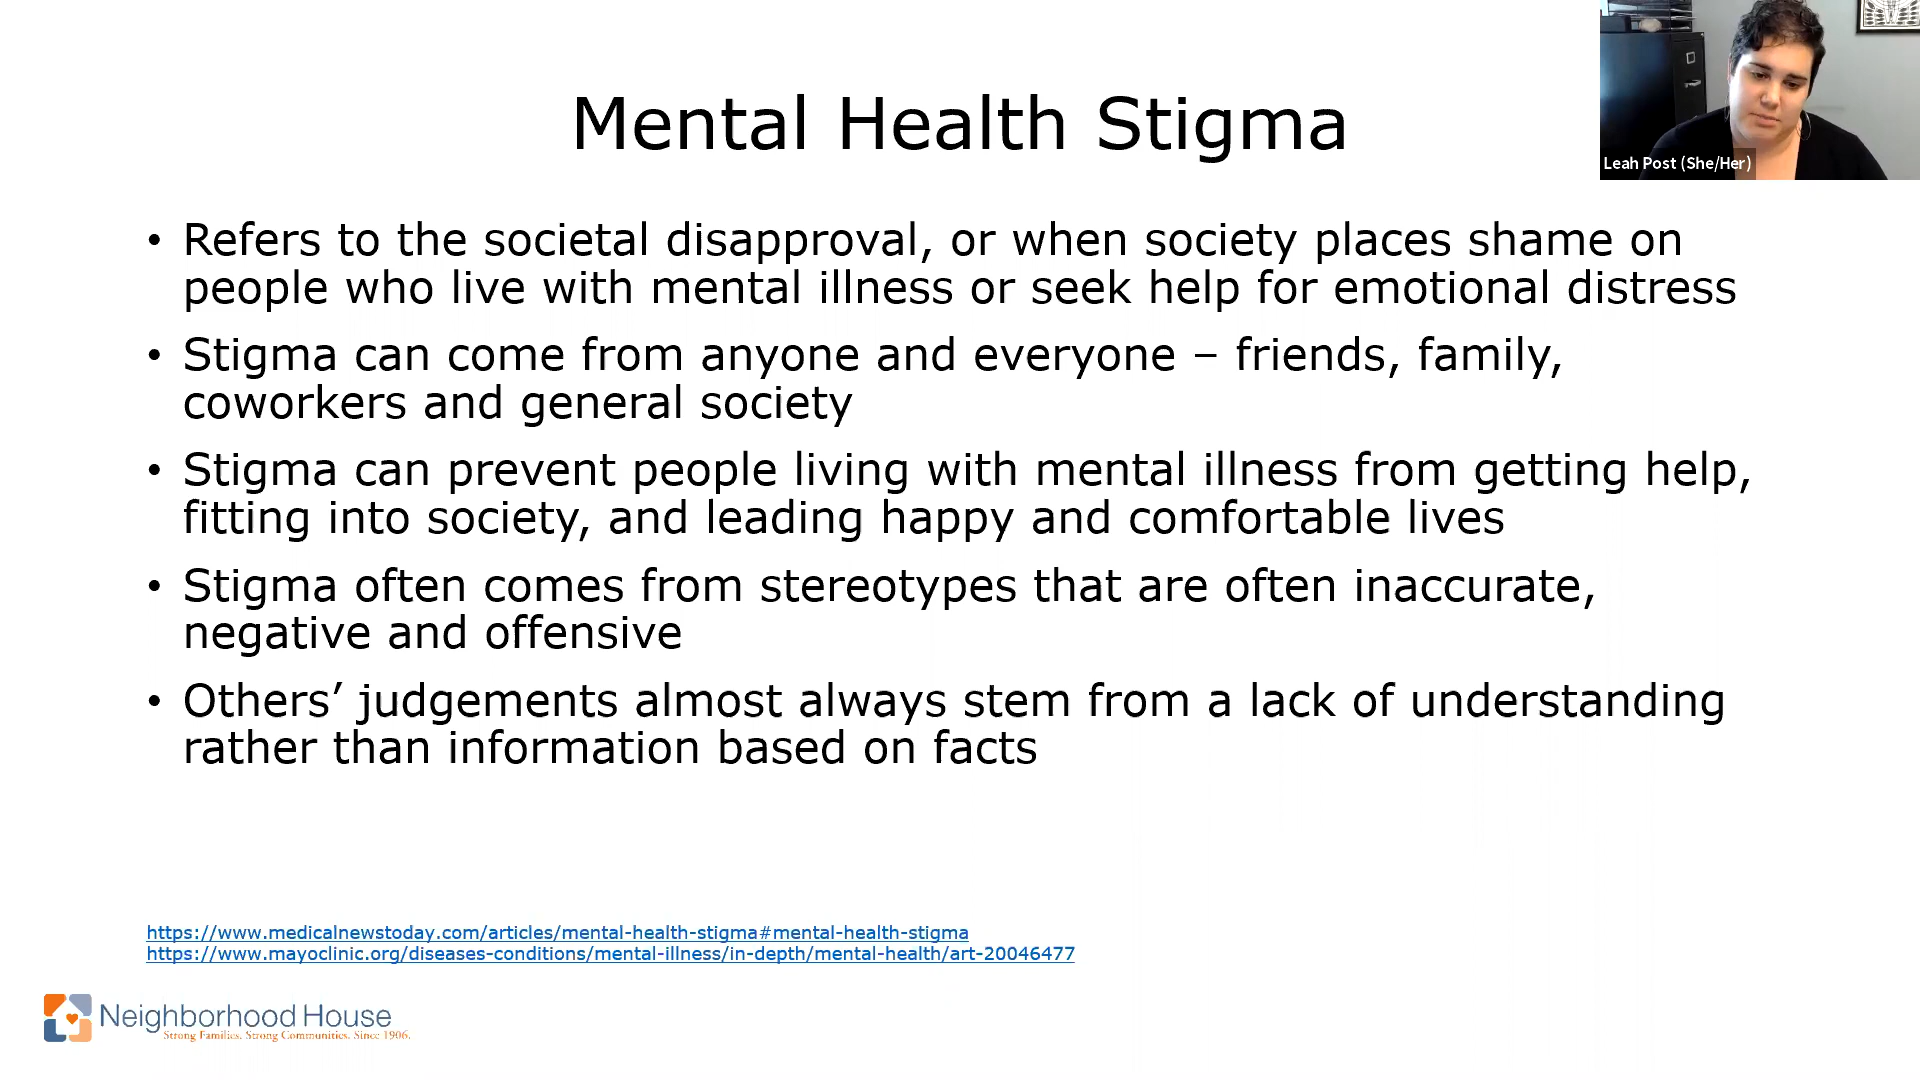 Mental Health Stigma
Leah Post (She/Her)
• Refers to the societal disapproval, or when society places shame on
people who live with mental illness or seek help for emotional distress
• Stigma can come from anyone and everyone – friends, family,
coworkers and general society
• Stigma can prevent people living with mental illness from getting help,
fitting into society, and leading happy and comfortable lives
• Stigma often comes from stereotypes that are often inaccurate,
negative and offensive
• Others’ judgements almost always stem from a lack of understanding
rather than information based on facts
https://www.medicalnewstoday.com/articles/mental-health-stigma#mental-health-stigma
https://www.mayoclinic.org/diseases-conditions/mental-illness/in-depth/mental-health/art-20046477
Neighborhood House
Strong Families. Strong Communities. Since 1906.